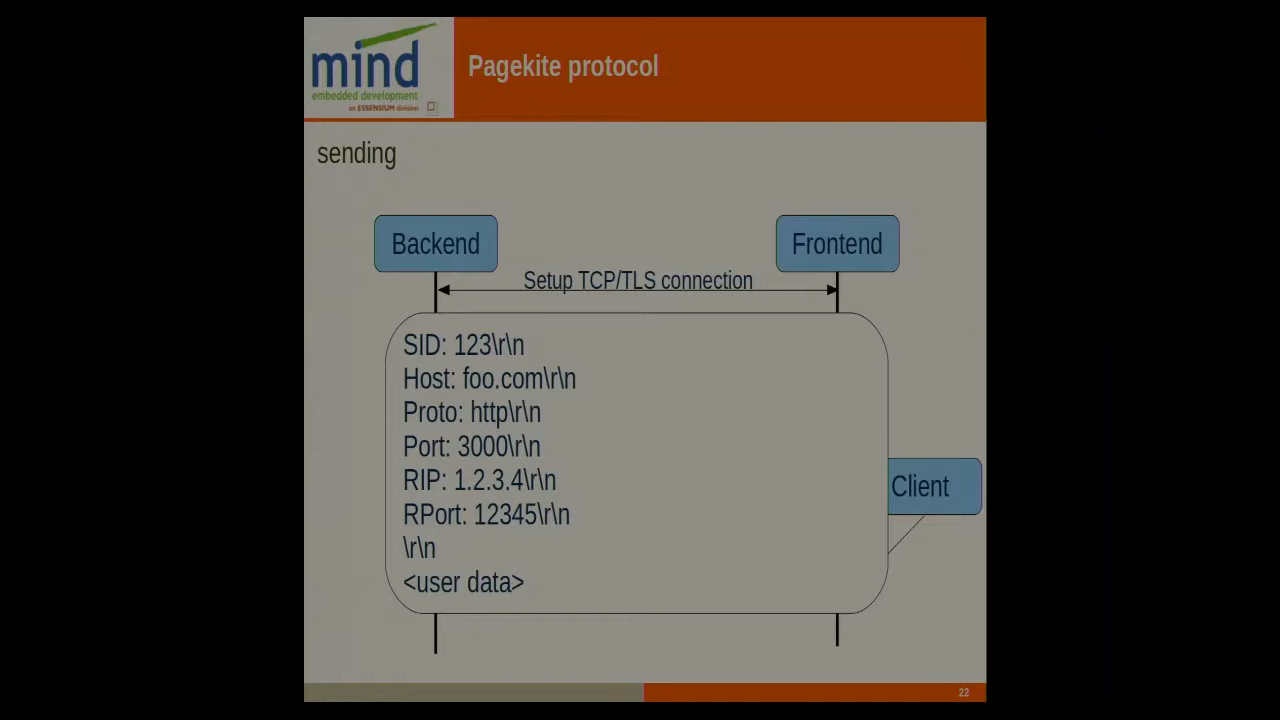 mind
embedded development
an ESSENSIUM division
Pagekite protocol
sending
Backend
Frontend
Setup TCP/TLS connection
SID: 123\r\n
Host: foo.com\r\n
Proto: http\r\n
Port: 3000\r\n
RIP: 1.2.3.4\r\n
RPort: 12345\r\n
\r\n
<user data>
Client
22